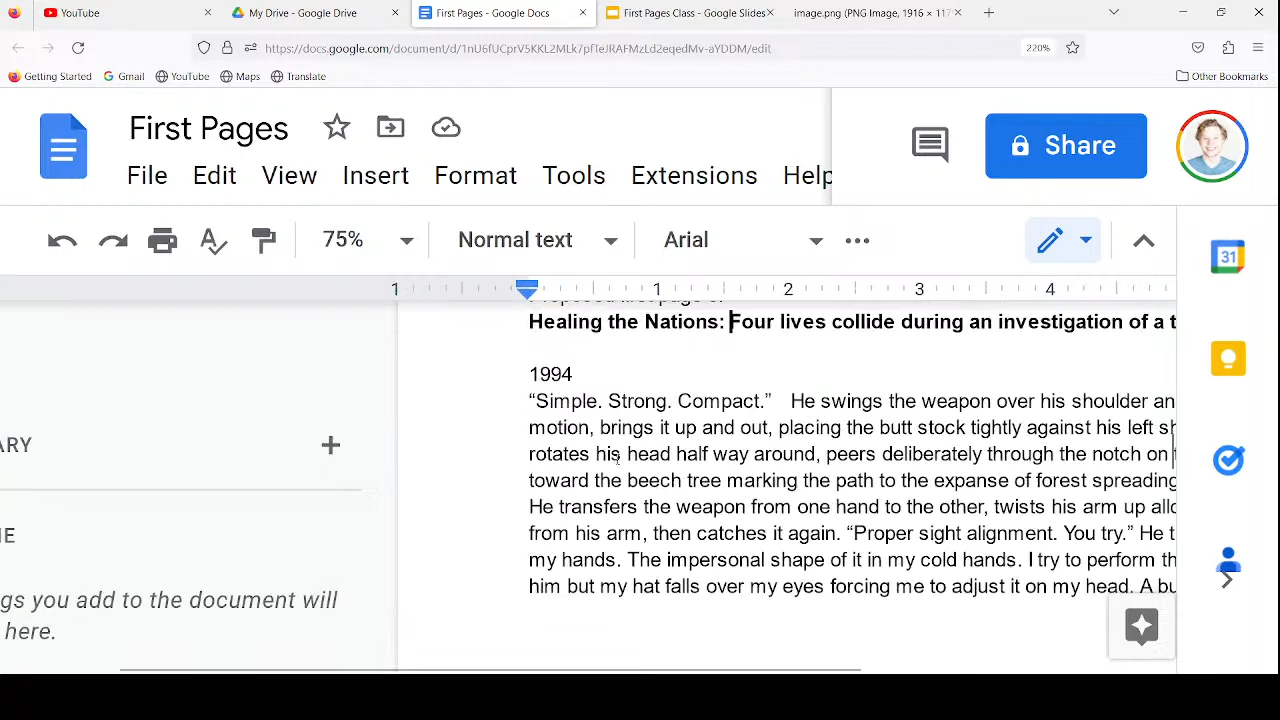 YouTube
My Drive - Google Drive
First Pages - Google Docs
First Pages Class - Google Slides
image.png (PNG Image, 1916 × 117
https://docs.google.com/document/d/
/edit
220%
Getting Started
Gmail
YouTube
Maps
Translate
Other Bookmarks
First Pages
Share
File Edit View Insert Format Tools Extensions Help
75%
Normal text
Arial
31
1 1 2 3 4
Healing the Nations: Four lives collide during an investigation of a t
1994
“Simple. Strong. Compact.” He swings the weapon over his shoulder an
motion, brings it up and out, placing the butt stock tightly against his left sh
rotates his head half way around, peers deliberately through the notch on
toward the beech tree marking the path to the expanse of forest spreading
He transfers the weapon from one hand to the other, twists his arm up allo
from his arm, then catches it again. “Proper sight alignment. You try.” He t
my hands. The impersonal shape of it in my cold hands. I try to perform th
him but my hat falls over my eyes forcing me to adjust it on my head. A bu
ARY
NE
gs you add to the document will
here.